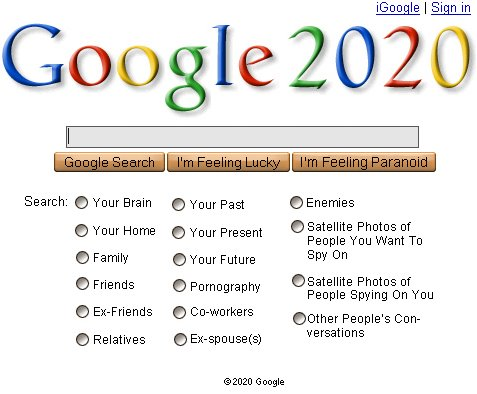 iGoogle | Sign in
Google 2020
Google Search I'm Feeling Lucky I'm Feeling Paranoid
Search: Your Brain
Your Home
Family
Friends
Ex-Friends
Relatives
Your Past
Your Present
Your Future
Pornography
Co-workers
Ex-spouse(s)
Enemies
Satellite Photos of
People You Want To
Spy On
Satellite Photos of
People Spying On You
Other People's Con-
versations
©2020 Google